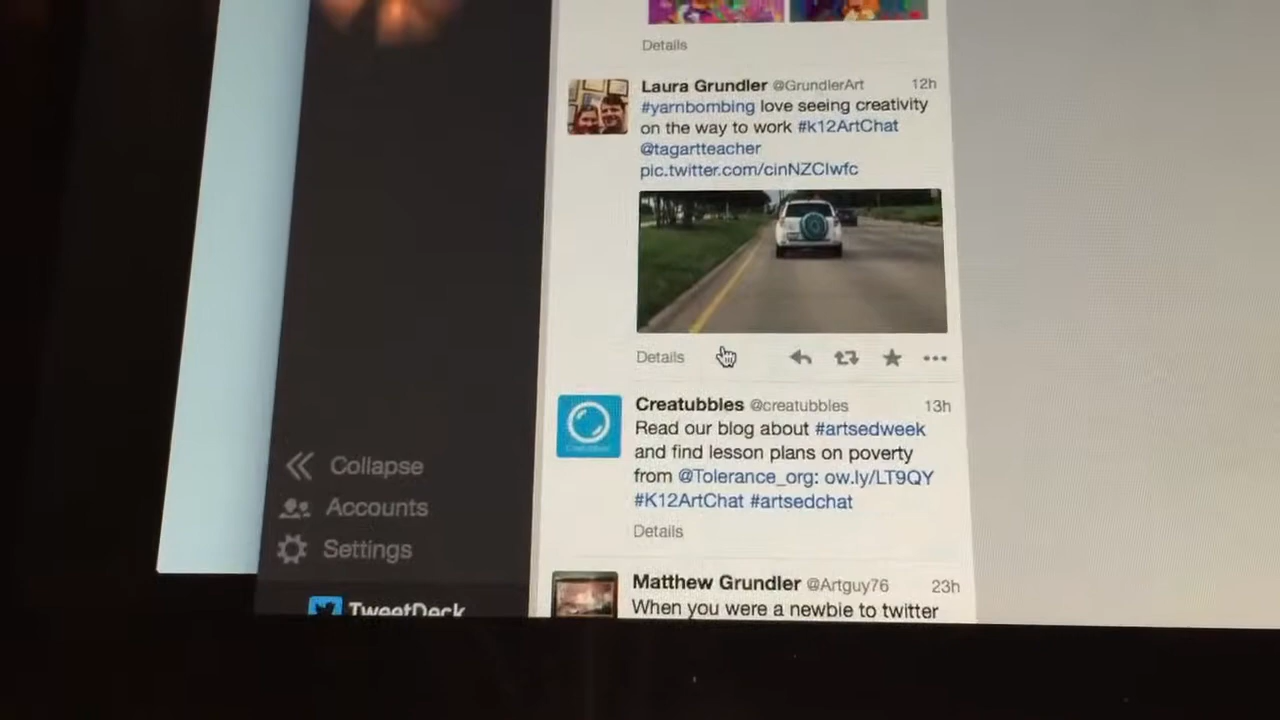 Details
Laura Grundler @GrundlerArt 12h
#yarnbombing love seeing creativity
on the way to work #k12ArtChat
@tagartteacher
pic.twitter.com/cinNZClwfc
Details
Creatubbles @creatubbles 13h
Read our blog about #artsedweek
and find lesson plans on poverty
from @Tolerance_org: ow.ly/LT9QY
#K12ArtChat #artsedchat
Details
Matthew Grundler @Artguy76 23h
When you were a newbie to twitter
Collapse
Accounts
Settings
TweetDeck